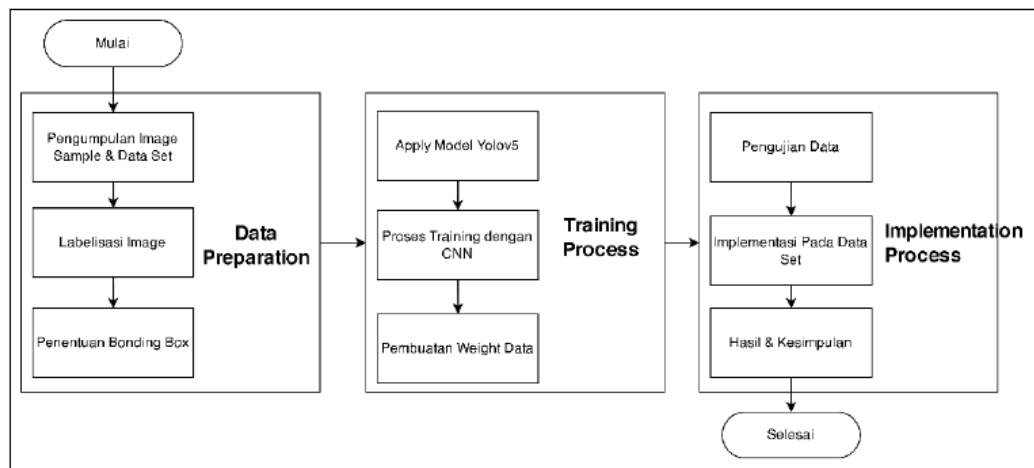 Mulai
Pengumpulan Image
Sample & Data Set
Labelisasi Image
Penentuan Bonding Box
Data
Preparation
Apply Model Yolov5
Proses Training dengan
CNN
Pembuatan Weight Data
Training
Process
Pengujian Data
Implementasi Pada Data
Set
Hasil & Kesimpulan
Implementation
Process
Selesai